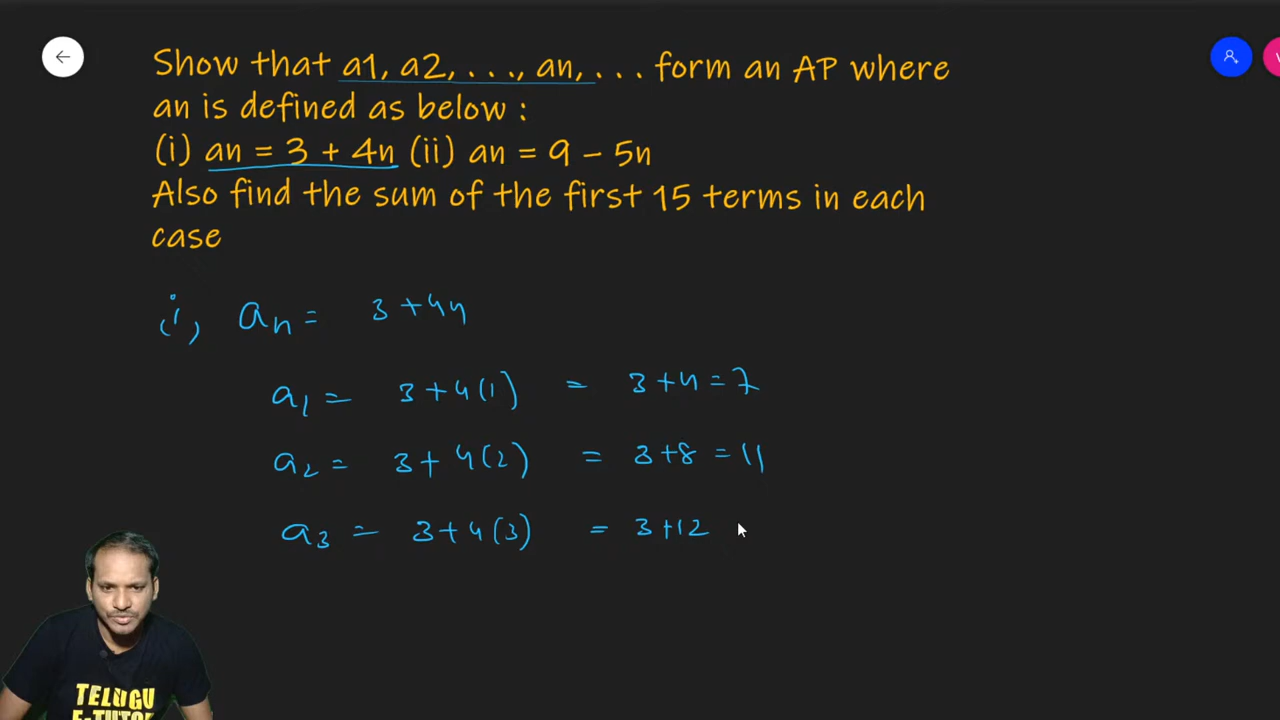 Show that a1, a2, . . ., an, . . . form an AP where
an is defined as below :
(i) an = 3 + 4n (ii) an = 9 – 5n
Also find the sum of the first 15 terms in each
case
(i) an = 3 + 4n
a1 = 3 + 4(1) = 3 + 4 = 7
a2 = 3 + 4(2) = 3 + 8 = 11
a3 = 3 + 4(3) = 3 + 12
TELUGU
E-TUTOR